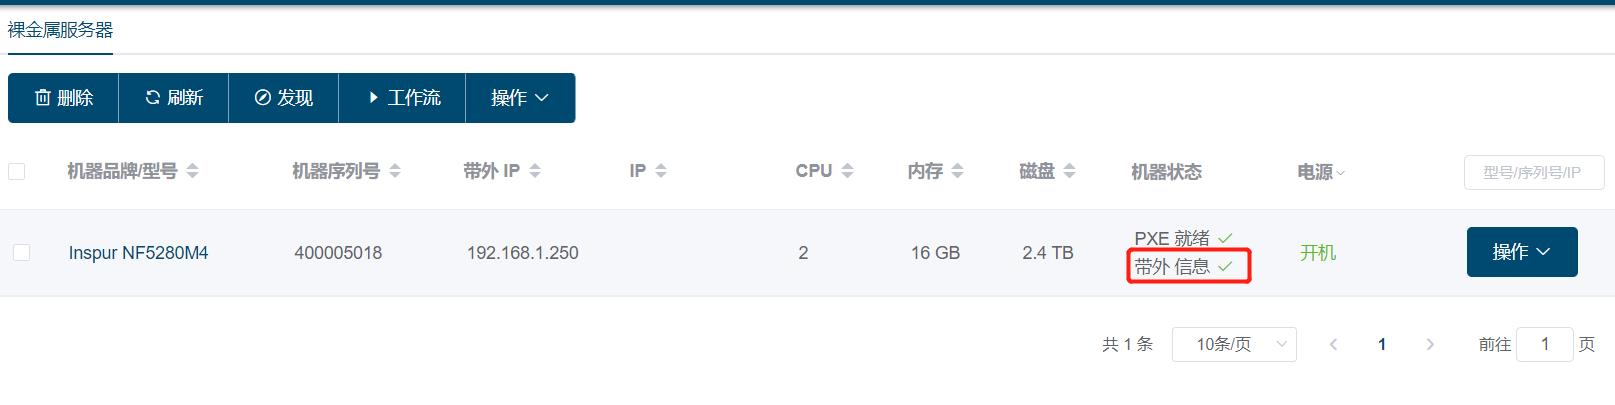 裸金属服务器
删除 刷新 发现 工作流 操作
机器品牌/型号 机器序列号 带外 IP IP CPU 内存 磁盘 机器状态 电源 型号/序列号/IP
Inspur NF5280M4 400005018 192.168.1.250 2 16 GB 2.4 TB PXE 就绪 开机 操作
带外 信息
共 1 条 10条/页 1 前往 1 页